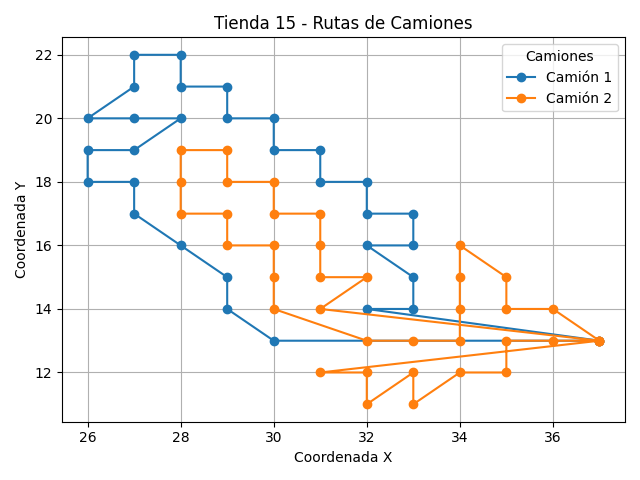 Tienda 15 - Rutas de Camiones
Camiones
Camión 1
Camión 2
Coordenada Y
22
20
18
16
14
12
26 28 30 32 34 36
Coordenada X